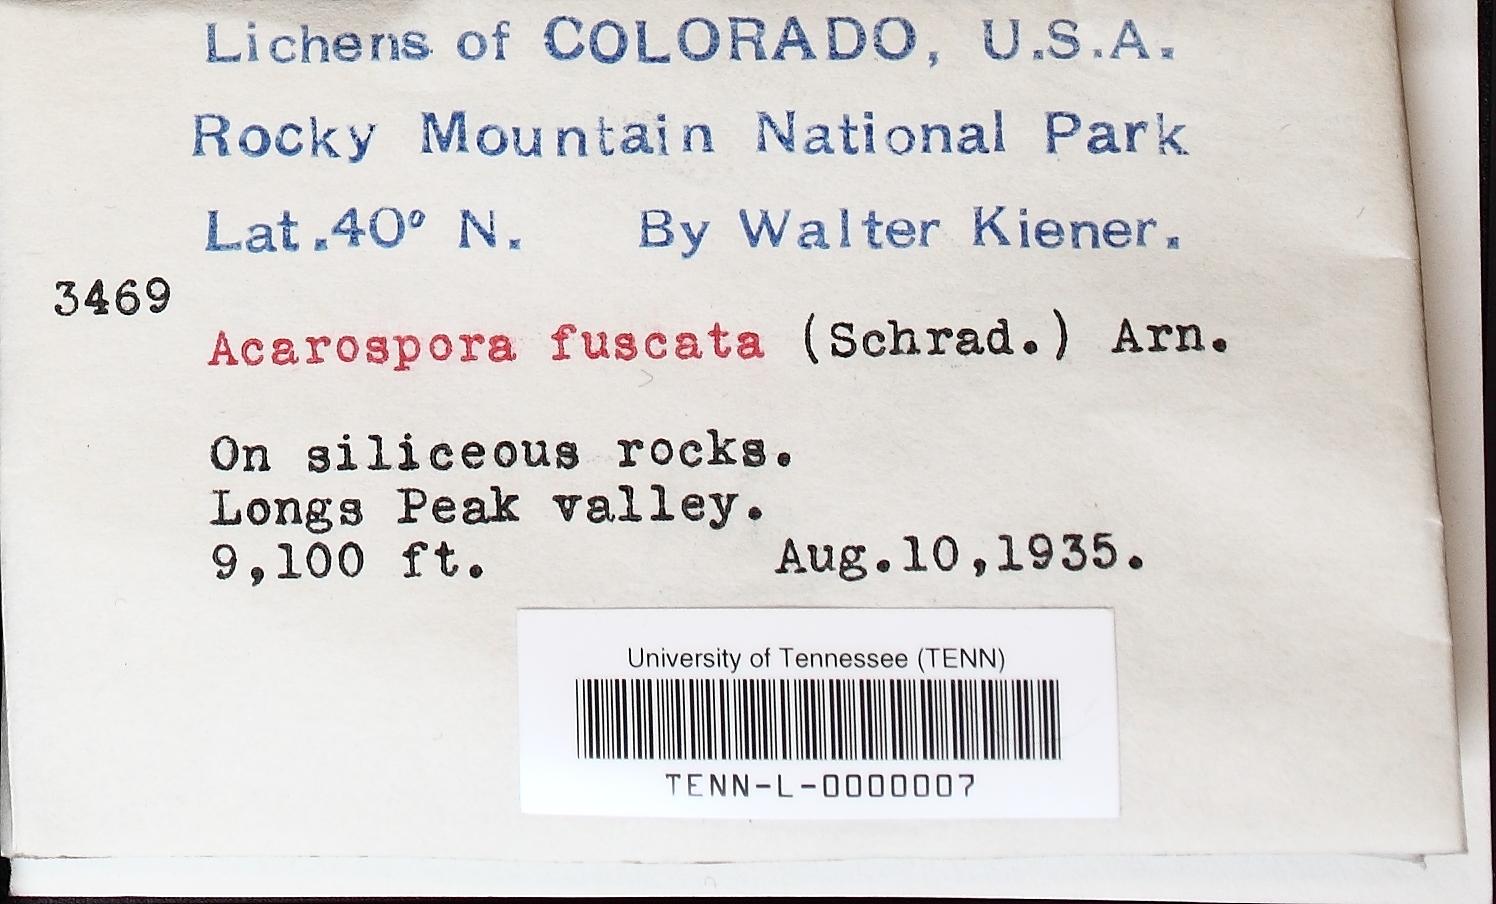 Lichens of COLORADO, U.S.A.
Rocky Mountain National Park
Lat.40º N. By Walter Kiener.
3469
Acarospora fuscata (Schrad.) Arn.
On siliceous rocks.
Longs Peak valley.
9,100 ft. Aug.10,1935.
University of Tennessee (TENN)
TENN-L-0000007